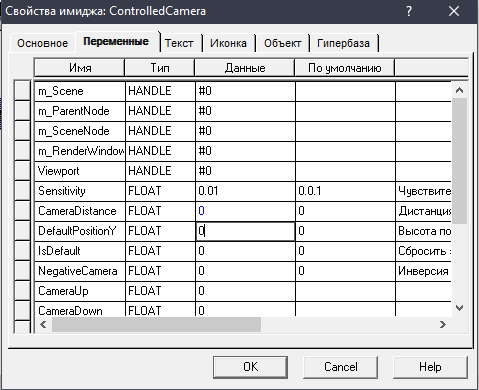 Свойства имиджа: ControlledCamera
Основное Переменные Текст Иконка Объект Гипербаза
Имя Тип Данные По умолчанию
m_Scene HANDLE #0
m_ParentNode HANDLE #0
m_SceneNode HANDLE #0
m_RenderWindow HANDLE #0
Viewport HANDLE #0
Sensitivity FLOAT 0.01 0.0.1 Чувствите
CameraDistance FLOAT 0 0 Дистанция
DefaultPositionY FLOAT 0 0 Высота по
IsDefault FLOAT 0 0 Сбросить
NegativeCamera FLOAT 0 0 Инверсия
CameraUp FLOAT 0
CameraDown FLOAT 0
OK Cancel Help